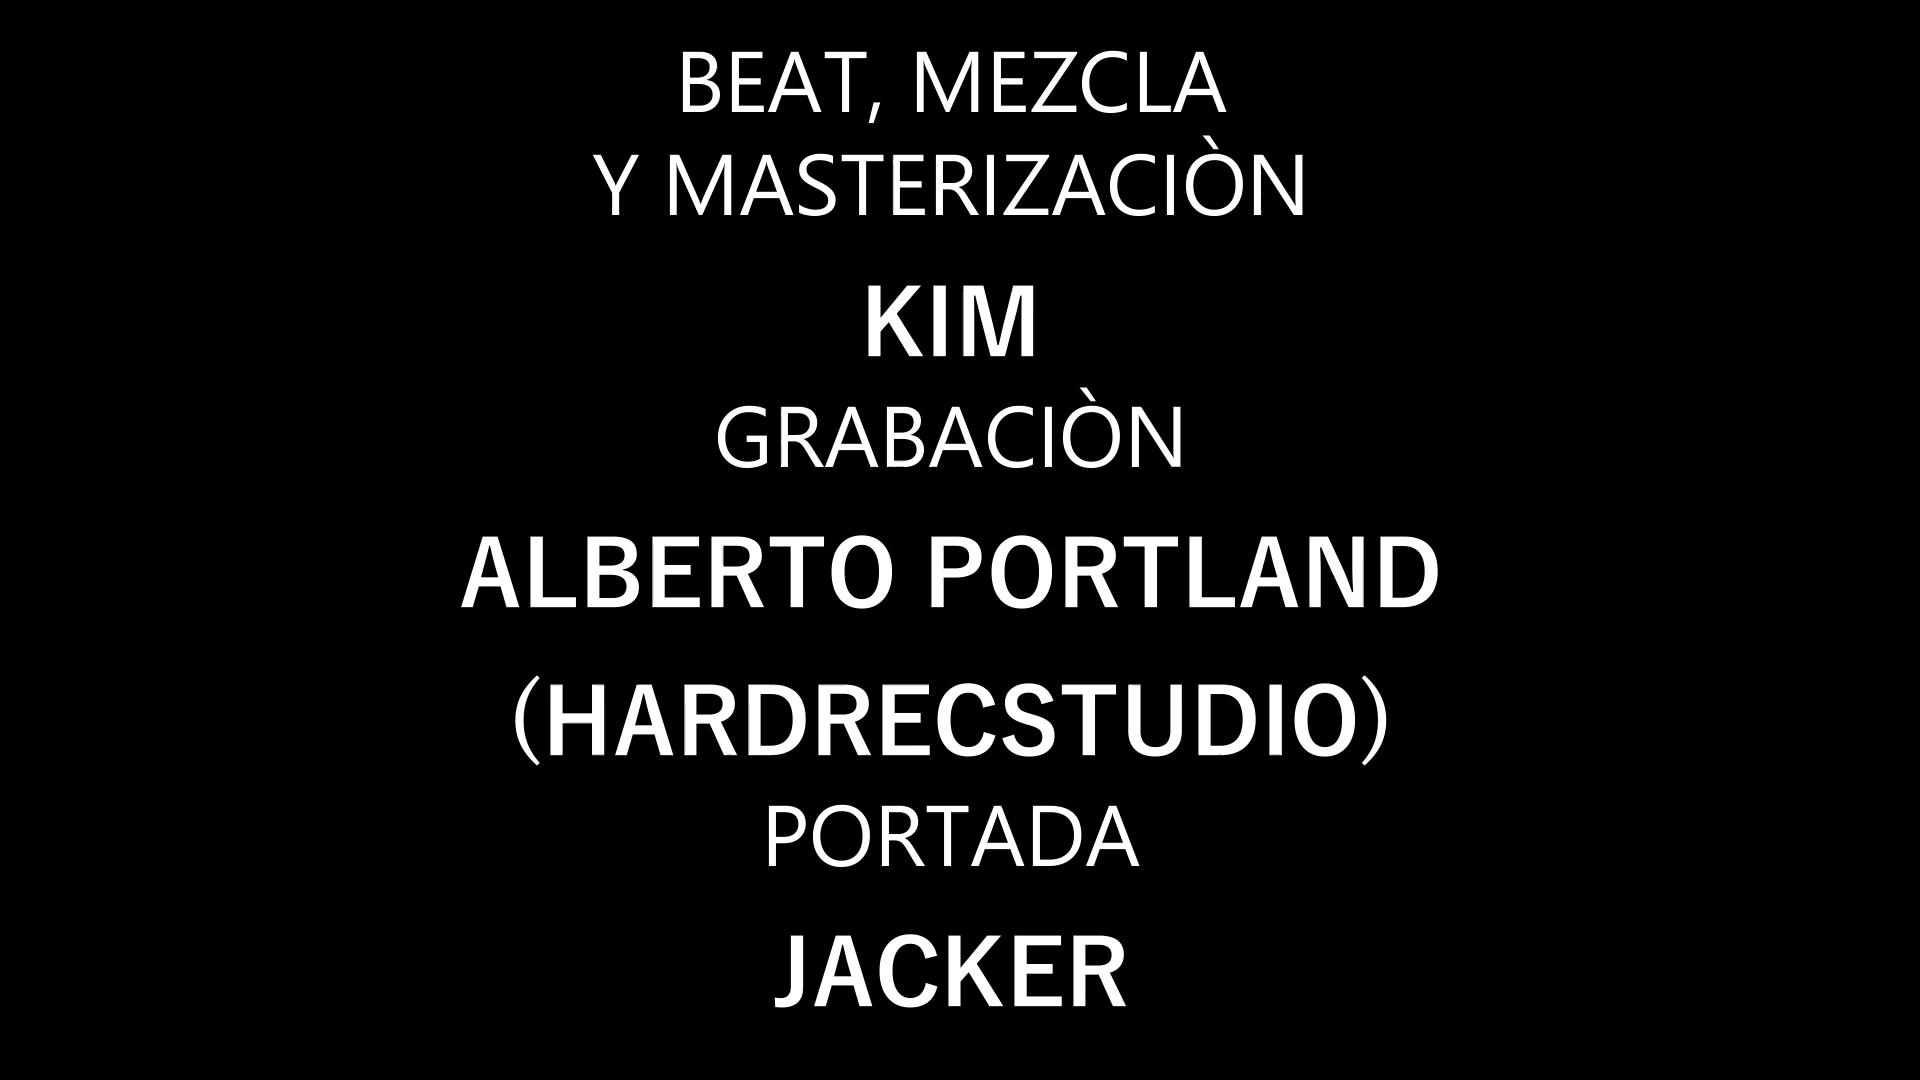 BEAT, MEZCLA
Y MASTERIZACIÒN
KIM
GRABACIÒN
ALBERTO PORTLAND
(HARDRECSTUDIO)
PORTADA
JACKER